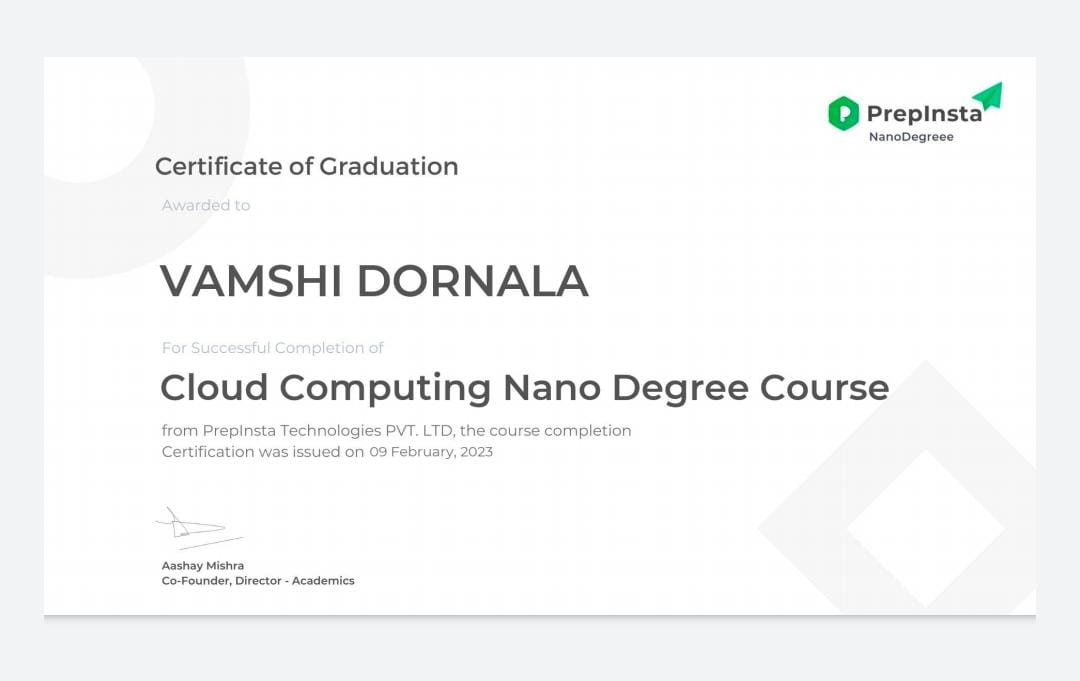 PrepInsta
NanoDegreee
Certificate of Graduation
Awarded to
VAMSHI DORNALA
For Successful Completion of
Cloud Computing Nano Degree Course
from PrepInsta Technologies PVT. LTD, the course completion
Certification was issued on 09 February, 2023
Aashay Mishra
Co-Founder, Director - Academics